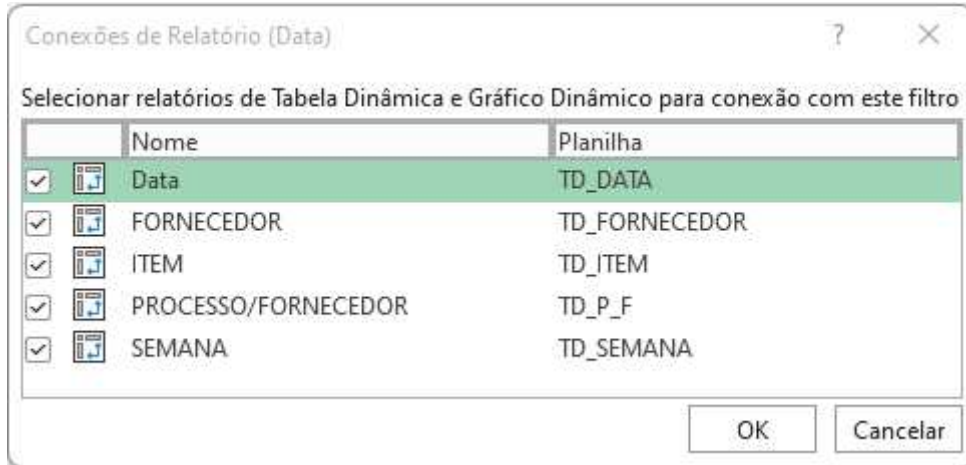 Conexões de Relatório (Data) ?
Selecionar relatórios de Tabela Dinâmica e Gráfico Dinâmico para conexão com este filtro
Nome Planilha
Data TD_DATA
FORNECEDOR TD_FORNECEDOR
ITEM TD_ITEM
PROCESSO/FORNECEDOR TD_P_F
SEMANA TD_SEMANA
OK Cancelar